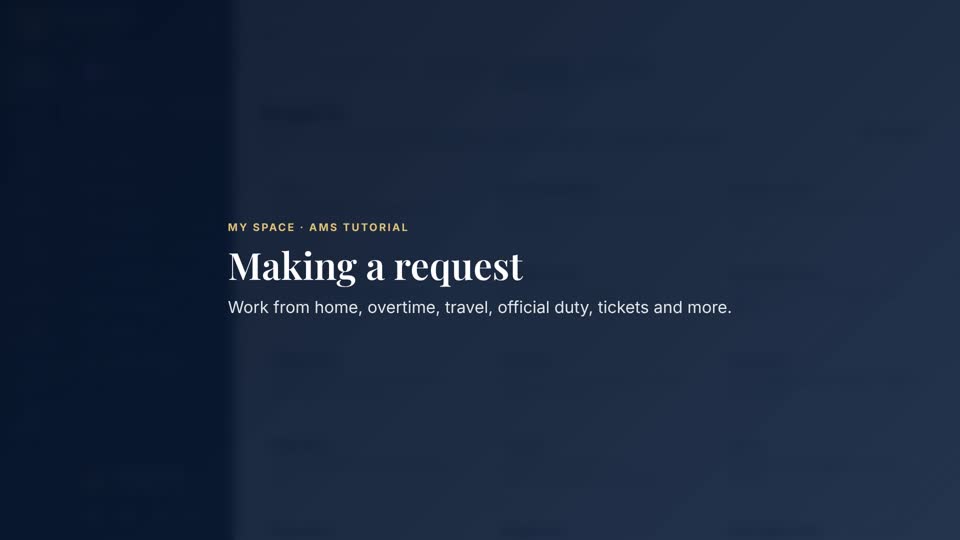 MY SPACE · AMS TUTORIAL
Making a request
Work from home, overtime, travel, official duty, tickets and more.